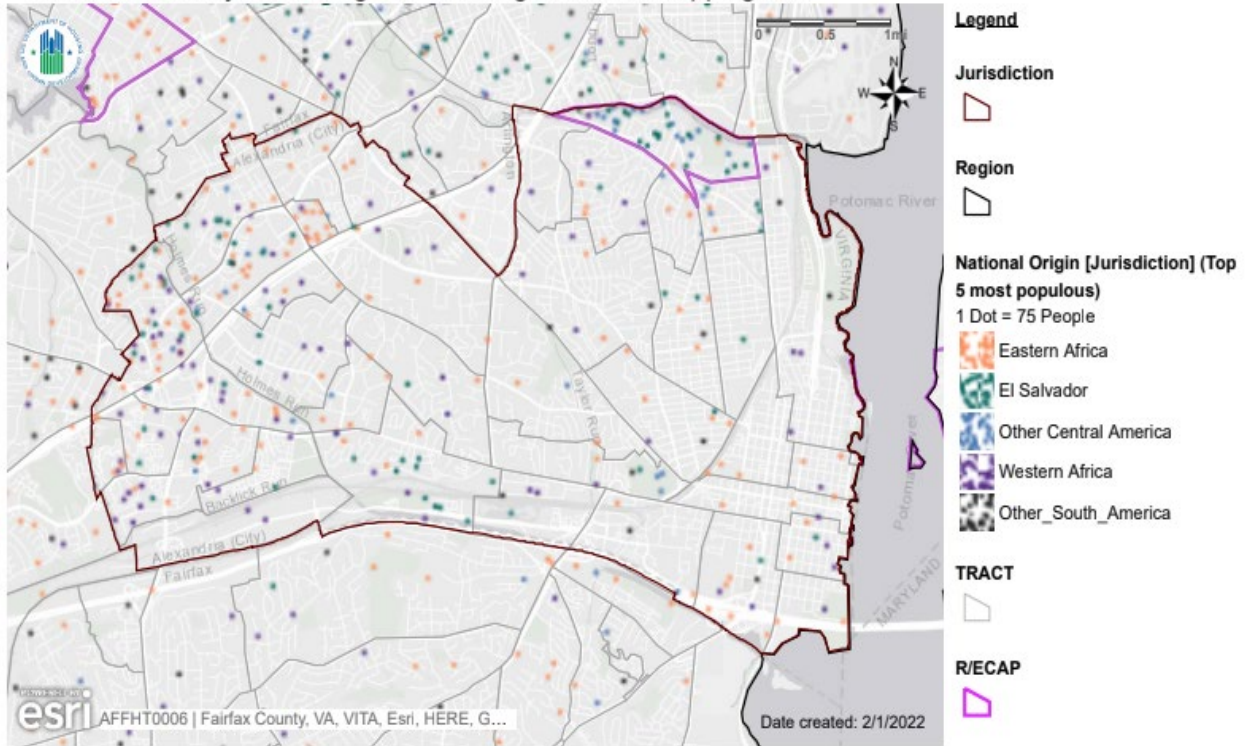 0 0.5 1mi
N
W E
S
Fairfax
Alexandria (City)
Arlington
Potomac River
VIRGINIA
Holmes Run
Holmes Run
Taylor Run
Backlick Run
Alexandria (City)
Fairfax
MARYLAND
esri
AFFHT0006 | Fairfax County, VA, VITA, Esri, HERE, G...
Date created: 2/1/2022
Legend
Jurisdiction
Region
National Origin [Jurisdiction] (Top
5 most populous)
1 Dot = 75 People
Eastern Africa
El Salvador
Other Central America
Western Africa
Other_South_America
TRACT
R/ECAP